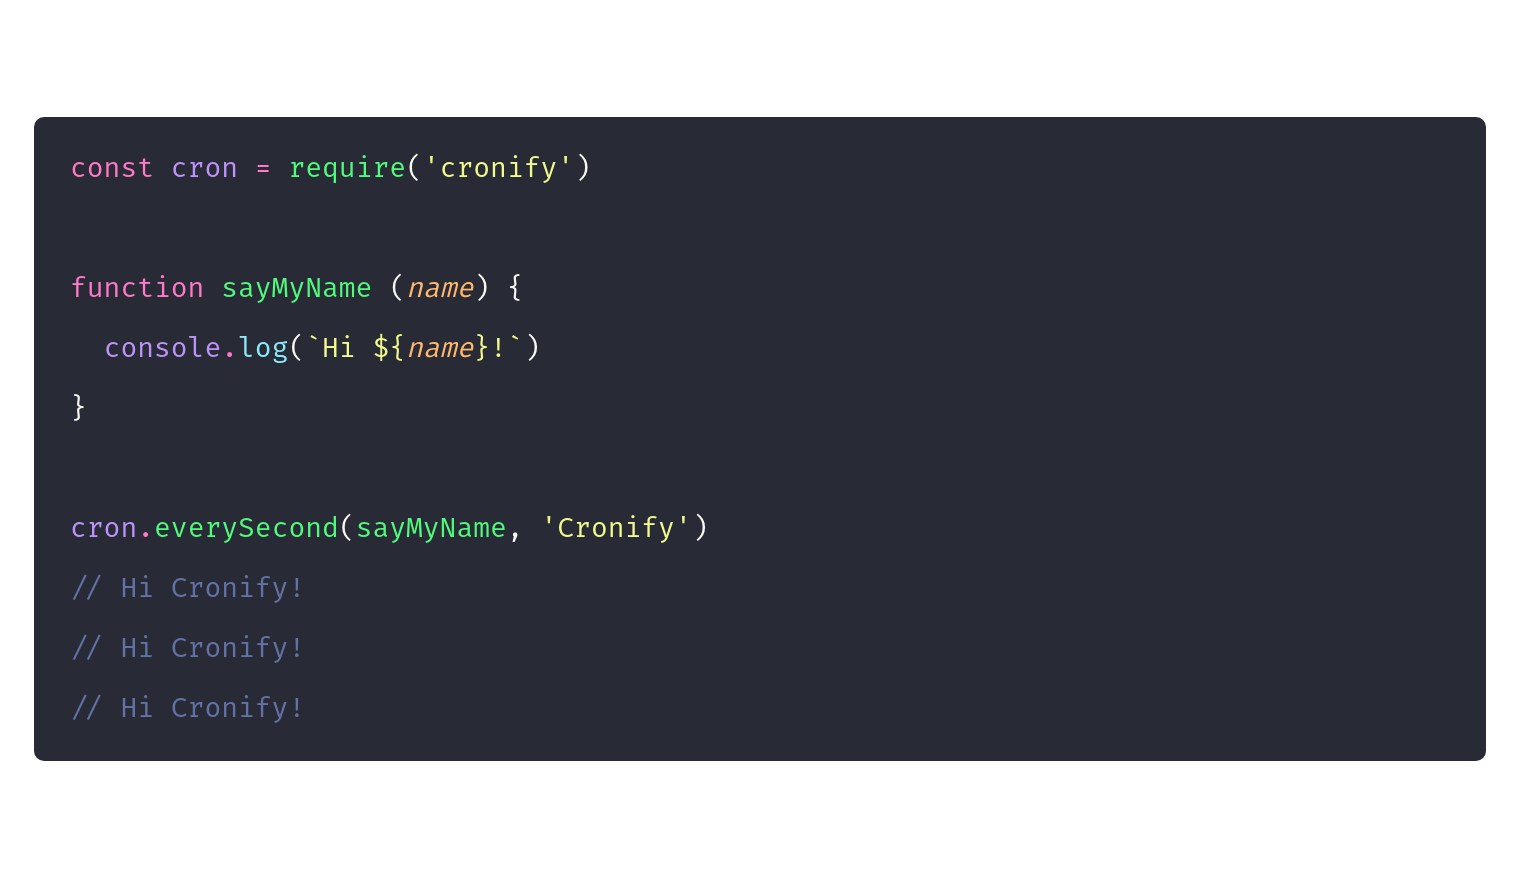 const cron = require('cronify')

function sayMyName (name) {
  console.log(`Hi ${name}!`)
}

cron.everySecond(sayMyName, 'Cronify')
// Hi Cronify!
// Hi Cronify!
// Hi Cronify!